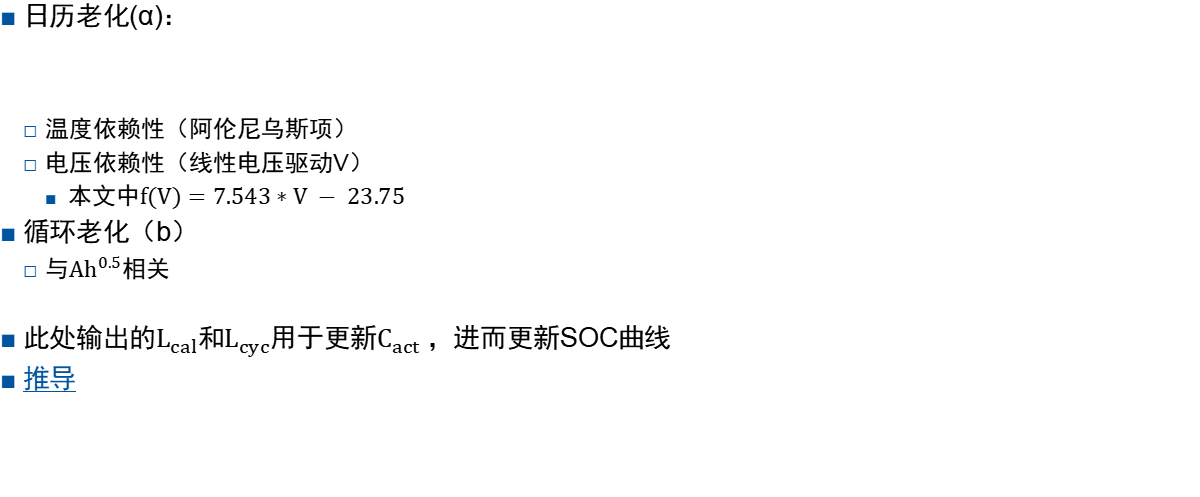 ■ 日历老化(α)：
□ 温度依赖性（阿伦尼乌斯项）
□ 电压依赖性（线性电压驱动V）
■ 本文中f(V) = 7.543 ∗ V − 23.75
■ 循环老化（b）
□ 与Ah^0.5相关
■ 此处输出的L_cal和L_cyc用于更新C_act ，进而更新SOC曲线
■ 推导